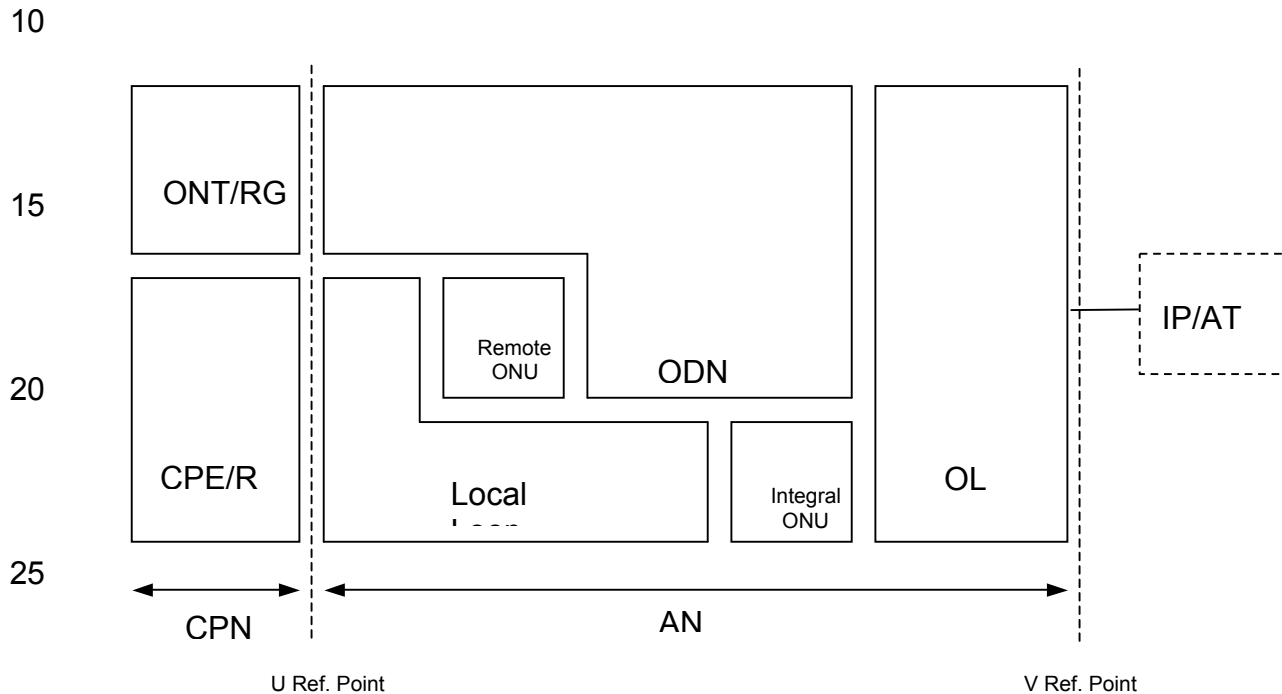 10
ONT/RG
15
IP/AT
Remote
ONU
ODN
20
CPE/R
Local
Integral
ONU
OL
25
CPN
AN
U Ref. Point
V Ref. Point